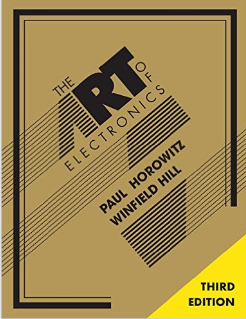 THE
ART
OF
ELECTRONICS
PAUL HOROWITZ
WINFIELD HILL
THIRD
EDITION